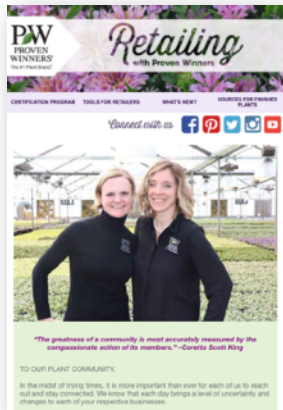 PW
PROVEN
WINNERS®
The #1 Plant Brand®
Retailing
with Proven Winners
CERTIFICATION PROGRAM TOOLS FOR RETAILERS WHAT'S NEW? SOURCES FOR FINISHED
PLANTS
Connect with us
"The greatness of a community is most accurately measured by the
compassionate action of its members." ~Coretta Scott King
TO OUR PLANT COMMUNITY,
In the midst of trying times, it is more important than ever for each of us to reach
out and stay connected. We know that each day brings a level of uncertainty and
changes to each of your respective businesses.